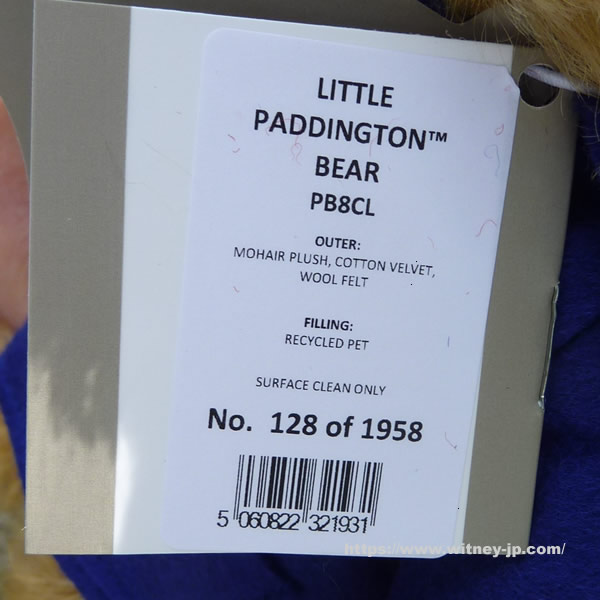 LITTLE
PADDINGTON™
BEAR
PB8CL
OUTER:
MOHAIR PLUSH, COTTON VELVET,
WOOL FELT
FILLING:
RECYCLED PET
SURFACE CLEAN ONLY
No. 128 of 1958
5 060822 321931
https://www.witney-jp.com/